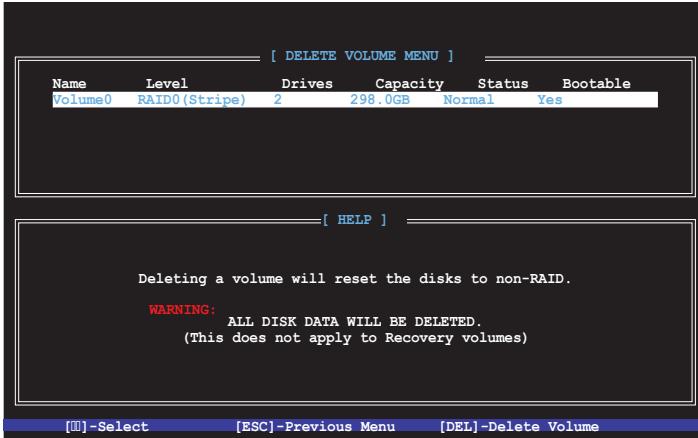 [ DELETE VOLUME MENU ]
Name Level Drives Capacity Status Bootable
Volume0 RAID0(Stripe) 2 298.0GB Normal Yes
[ HELP ]
Deleting a volume will reset the disks to non-RAID.
WARNING:
ALL DISK DATA WILL BE DELETED.
(This does not apply to Recovery volumes)
[▯▯]-Select [ESC]-Previous Menu [DEL]-Delete Volume